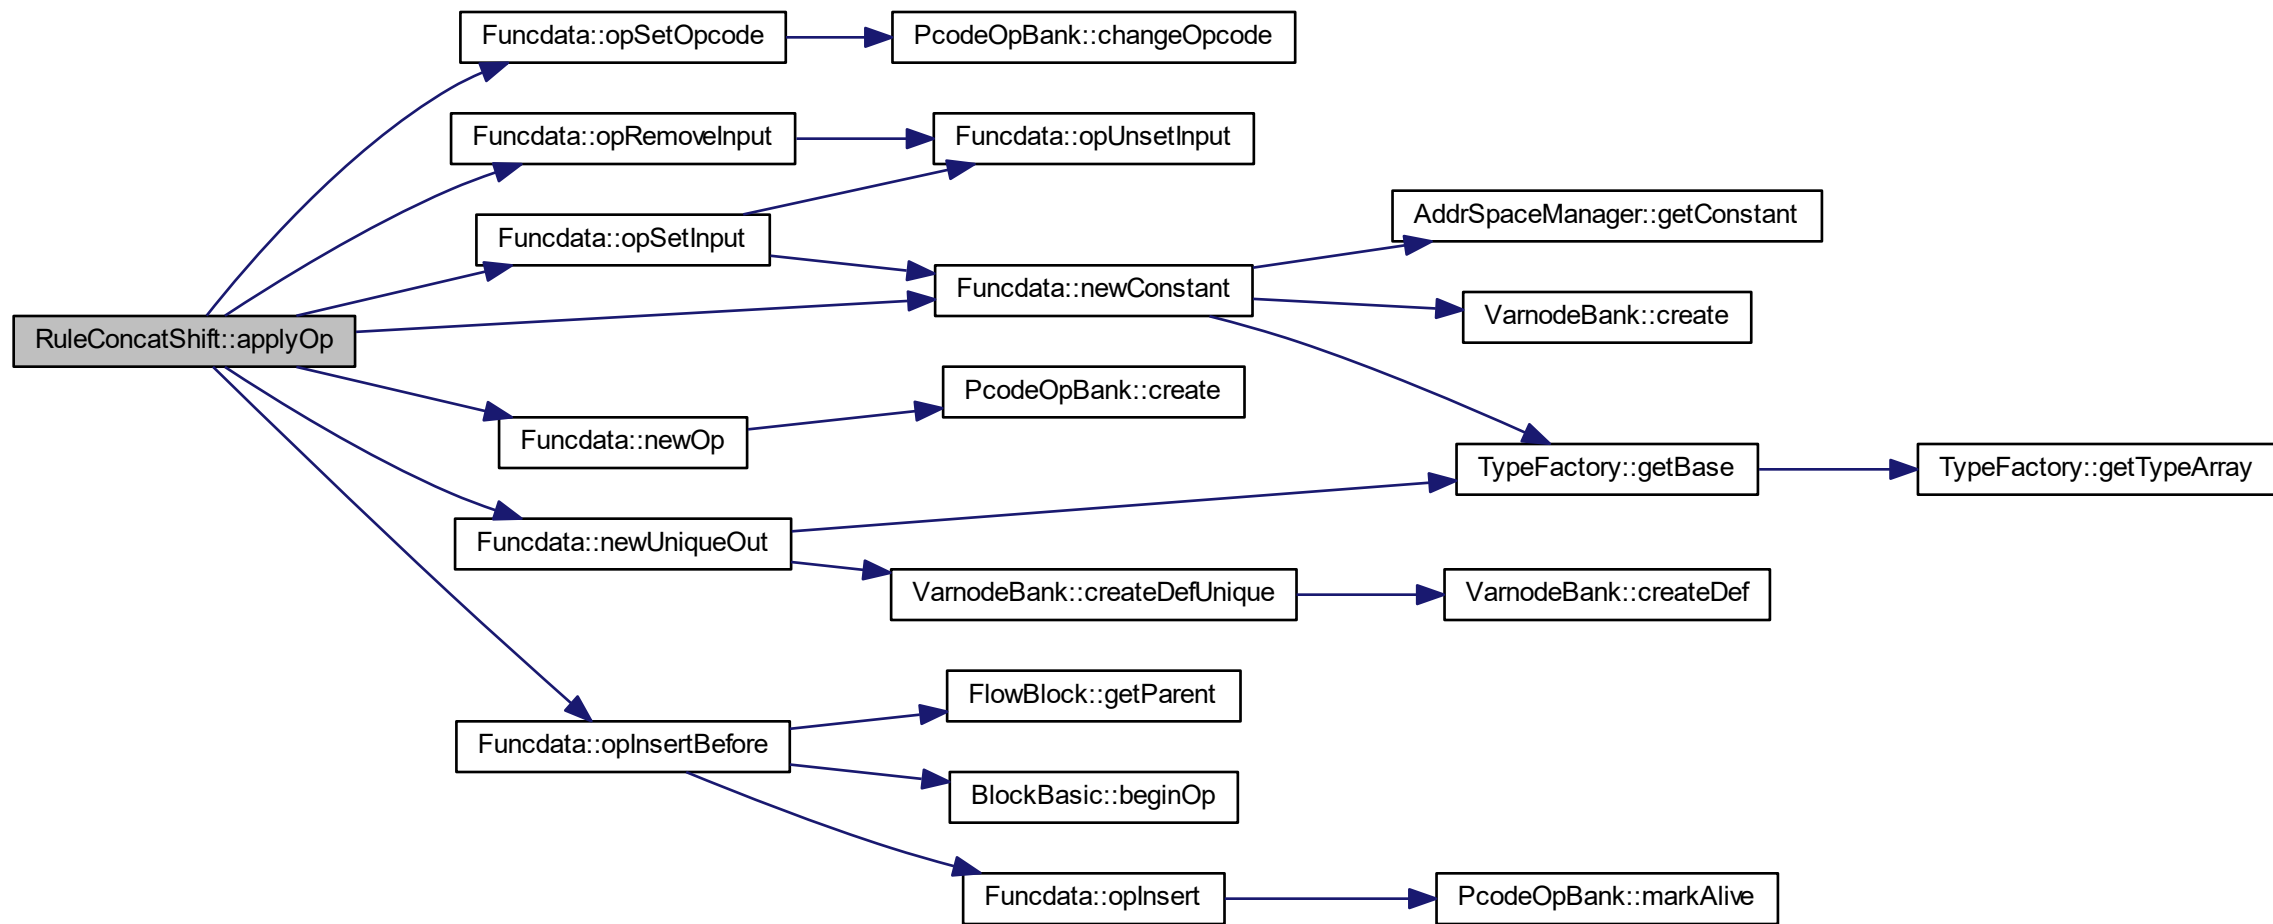 Funcdata::opSetOpcode
PcodeOpBank::changeOpcode
Funcdata::opRemoveInput
Funcdata::opUnsetInput
Funcdata::opSetInput
AddrSpaceManager::getConstant
Funcdata::newConstant
VarnodeBank::create
RuleConcatShift::applyOp
PcodeOpBank::create
Funcdata::newOp
TypeFactory::getBase
TypeFactory::getTypeArray
Funcdata::newUniqueOut
VarnodeBank::createDefUnique
VarnodeBank::createDef
FlowBlock::getParent
Funcdata::opInsertBefore
BlockBasic::beginOp
Funcdata::opInsert
PcodeOpBank::markAlive